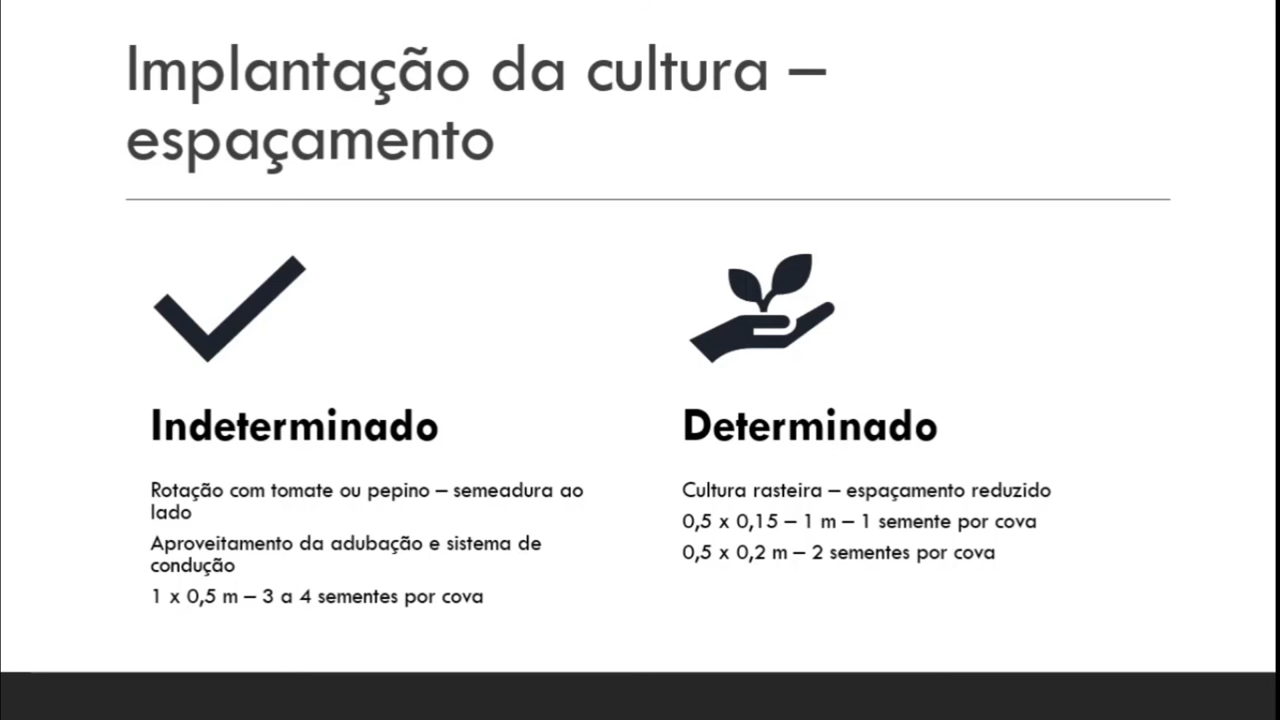 Implantação da cultura –
espaçamento
Indeterminado
Rotação com tomate ou pepino – semeadura ao
lado
Aproveitamento da adubação e sistema de
condução
1 x 0,5 m – 3 a 4 sementes por cova
Determinado
Cultura rasteira – espaçamento reduzido
0,5 x 0,15 – 1 m – 1 semente por cova
0,5 x 0,2 m – 2 sementes por cova